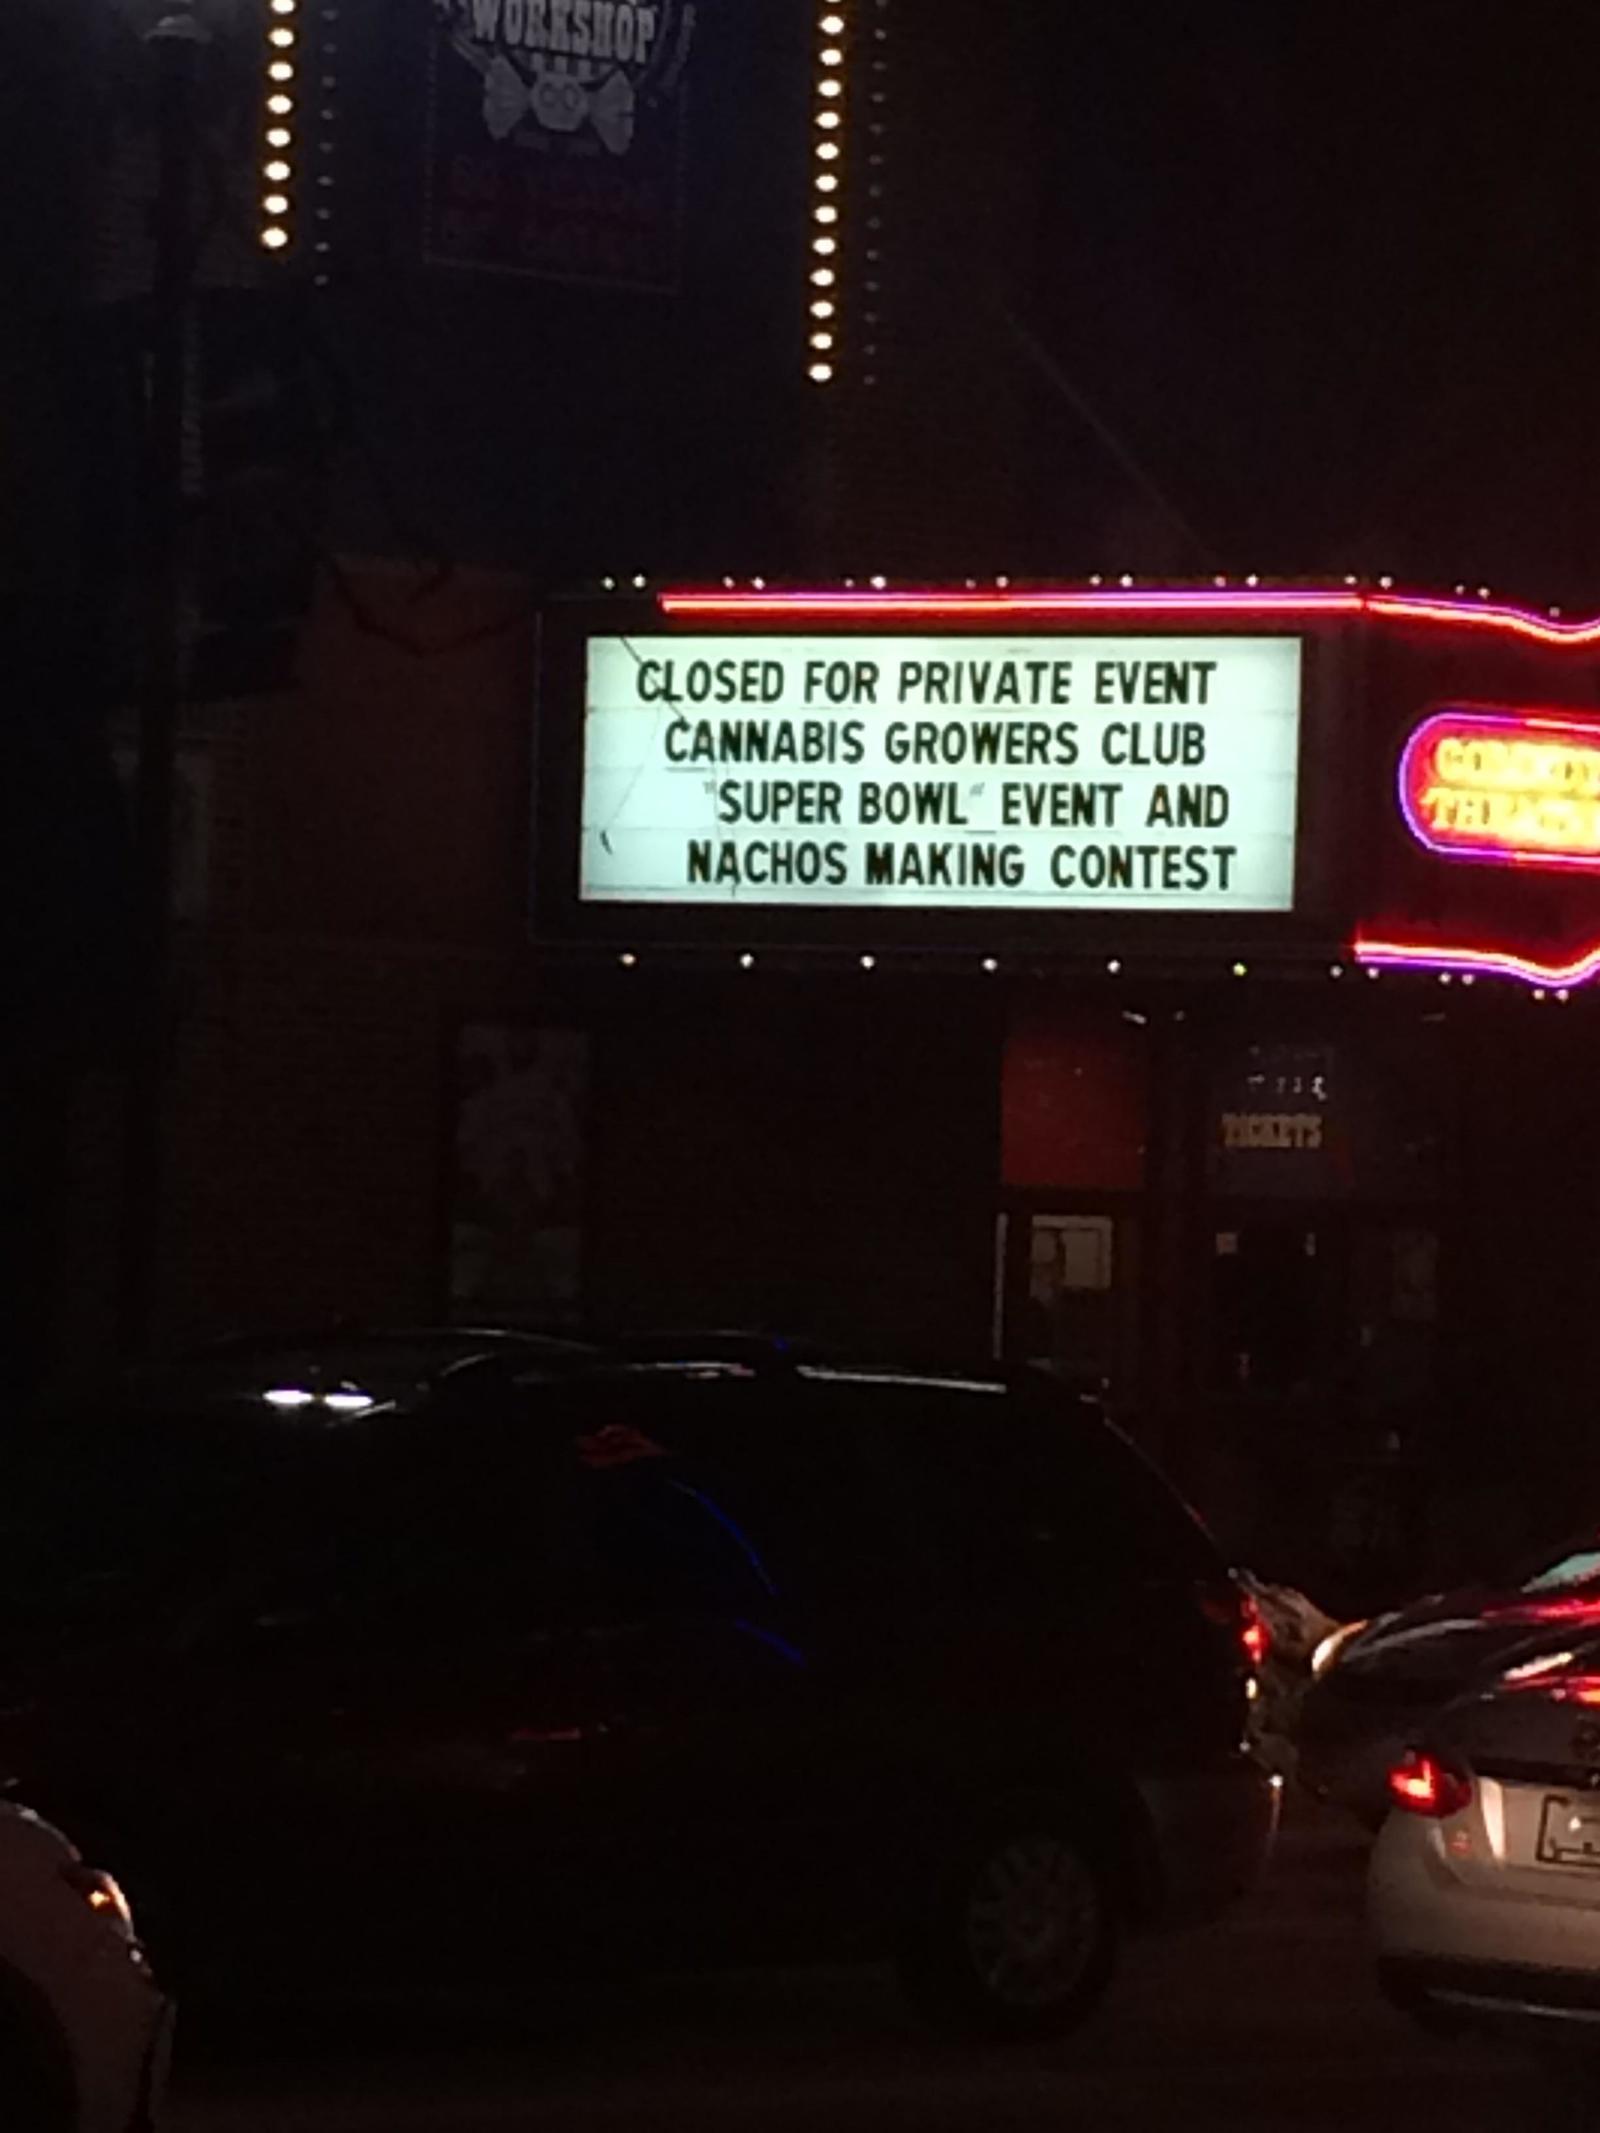 WORKSHOP
CLOSED FOR PRIVATE EVENT
CANNABIS GROWERS CLUB
"SUPER BOWL" EVENT AND
NACHOS MAKING CONTEST
TICKETS